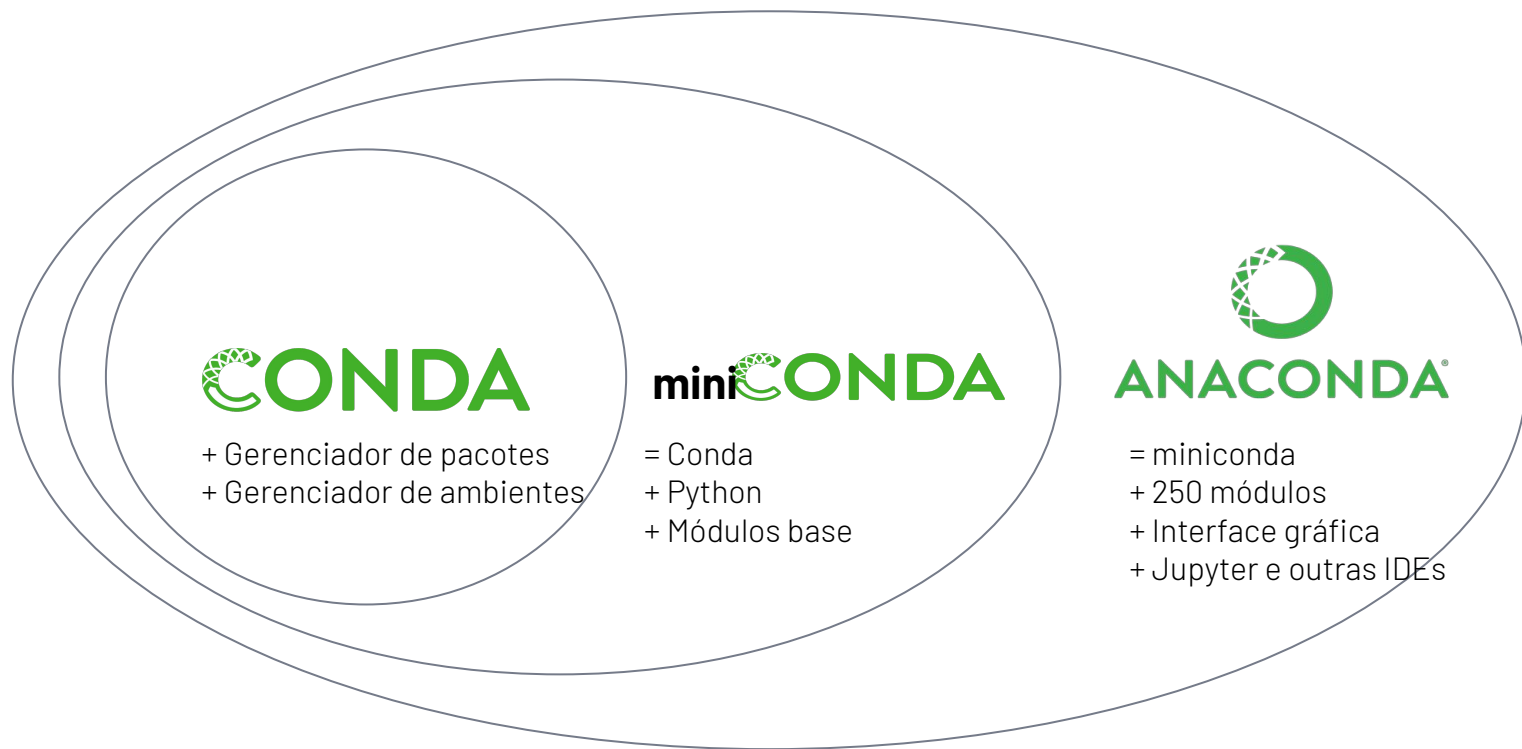 CONDA
+ Gerenciador de pacotes
+ Gerenciador de ambientes
miniCONDA
= Conda
+ Python
+ Módulos base
ANACONDA®
= miniconda
+ 250 módulos
+ Interface gráfica
+ Jupyter e outras IDEs